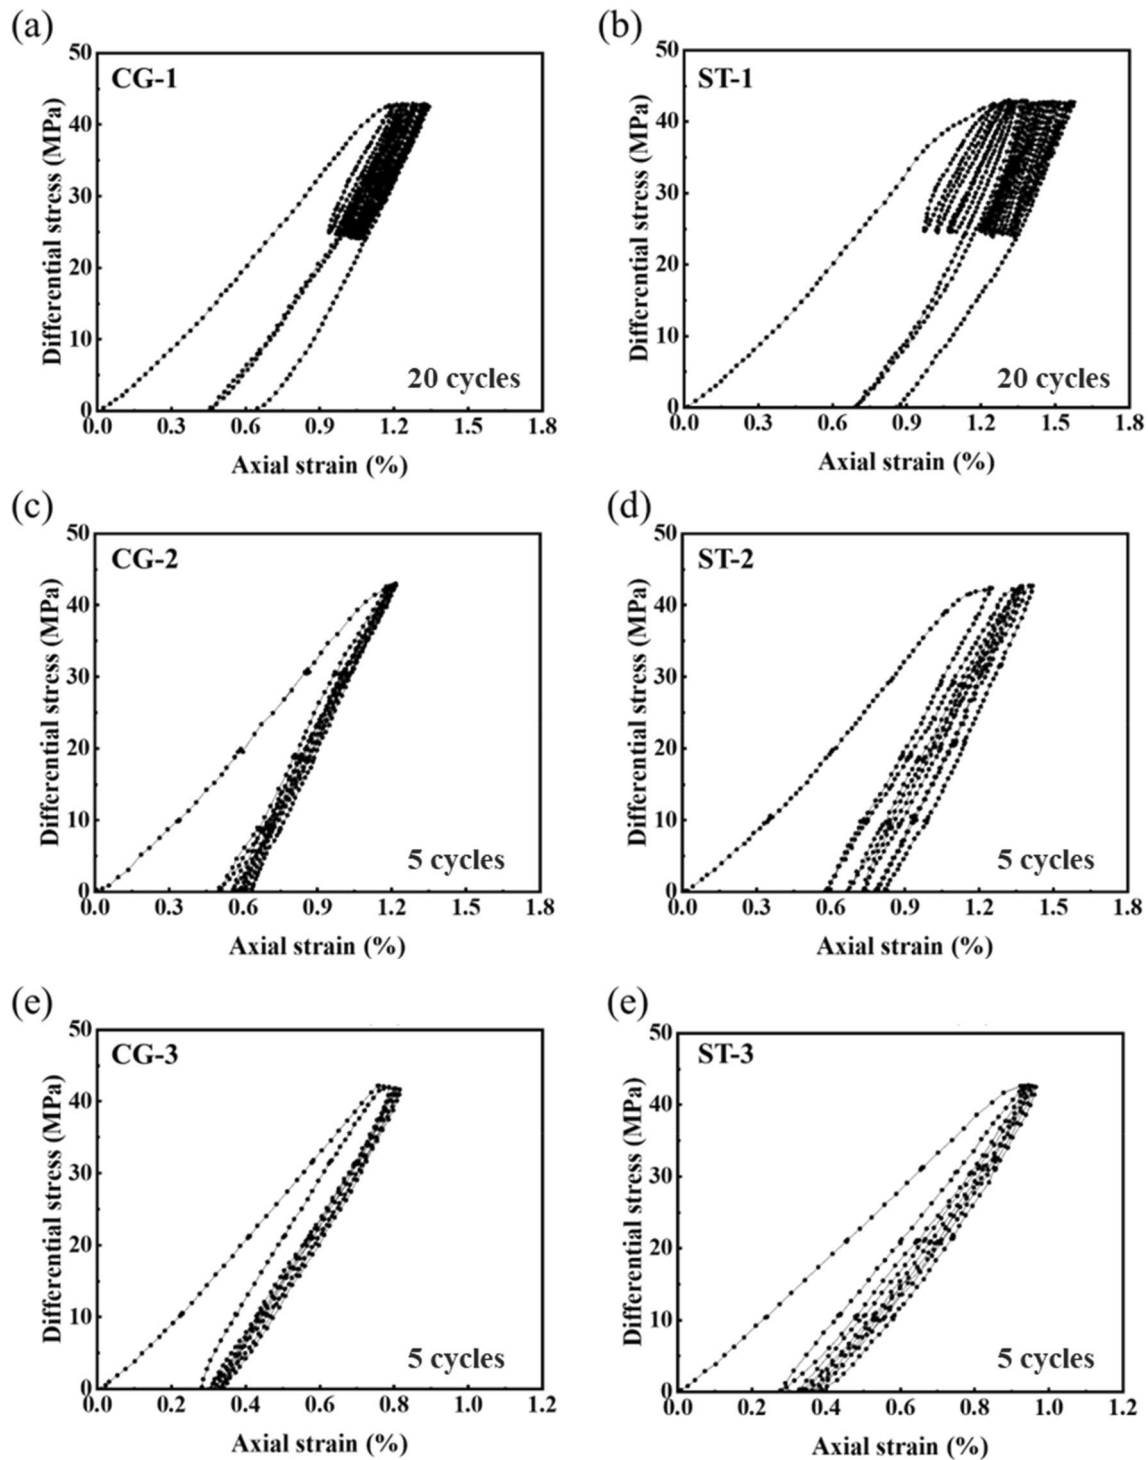 (a)
CG-1
50
40
30
20
10
0
Differential stress (MPa)
20 cycles
0.0 0.3 0.6 0.9 1.2 1.5 1.8
Axial strain (%)
(b)
ST-1
50
40
30
20
10
0
Differential stress (MPa)
20 cycles
0.0 0.3 0.6 0.9 1.2 1.5 1.8
Axial strain (%)
(c)
CG-2
50
40
30
20
10
0
Differential stress (MPa)
5 cycles
0.0 0.3 0.6 0.9 1.2 1.5 1.8
Axial strain (%)
(d)
ST-2
50
40
30
20
10
0
Differential stress (MPa)
5 cycles
0.0 0.3 0.6 0.9 1.2 1.5 1.8
Axial strain (%)
(e)
CG-3
50
40
30
20
10
0
Differential stress (MPa)
5 cycles
0.0 0.2 0.4 0.6 0.8 1.0 1.2
Axial strain (%)
(e)
ST-3
50
40
30
20
10
0
Differential stress (MPa)
5 cycles
0.0 0.2 0.4 0.6 0.8 1.0 1.2
Axial strain (%)